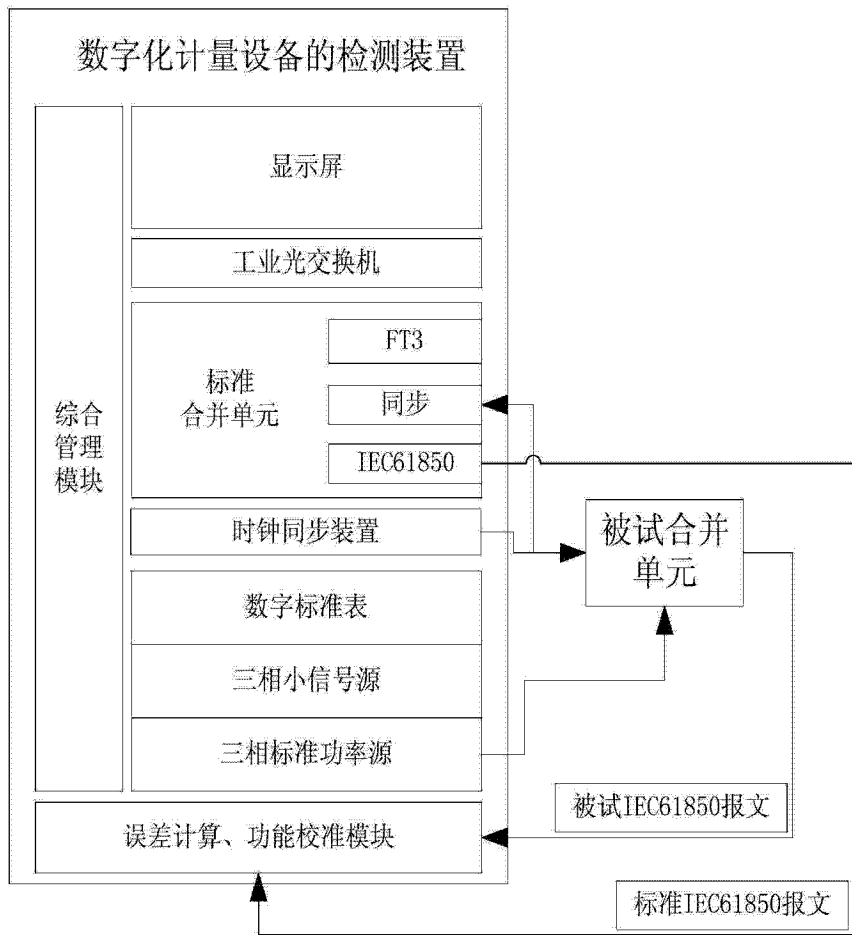 数字化计量设备的检测装置
显示屏
工业光交换机
FT3
标准
合并单元
同步
IEC61850
综合
管理
模块
时钟同步装置
被试合并
单元
数字标准表
三相小信号源
三相标准功率源
被试IEC61850报文
误差计算、功能校准模块
标准IEC61850报文